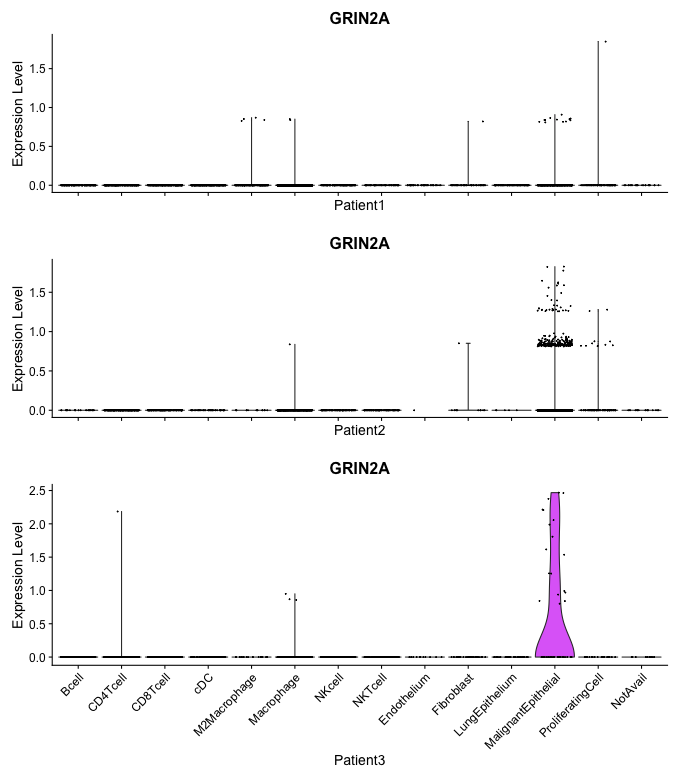 GRIN2A
Expression Level
1.5
1.0
0.5
0.0
Patient1
GRIN2A
Expression Level
1.5
1.0
0.5
0.0
Patient2
GRIN2A
Expression Level
2.5
2.0
1.5
1.0
0.5
0.0
Bcell
CD4Tcell
CD8Tcell
cDC
M2Macrophage
Macrophage
NKcell
NKTcell
Endothelium
Fibroblast
LungEpithelium
MalignantEpithelial
ProliferatingCell
NotAvail
Patient3